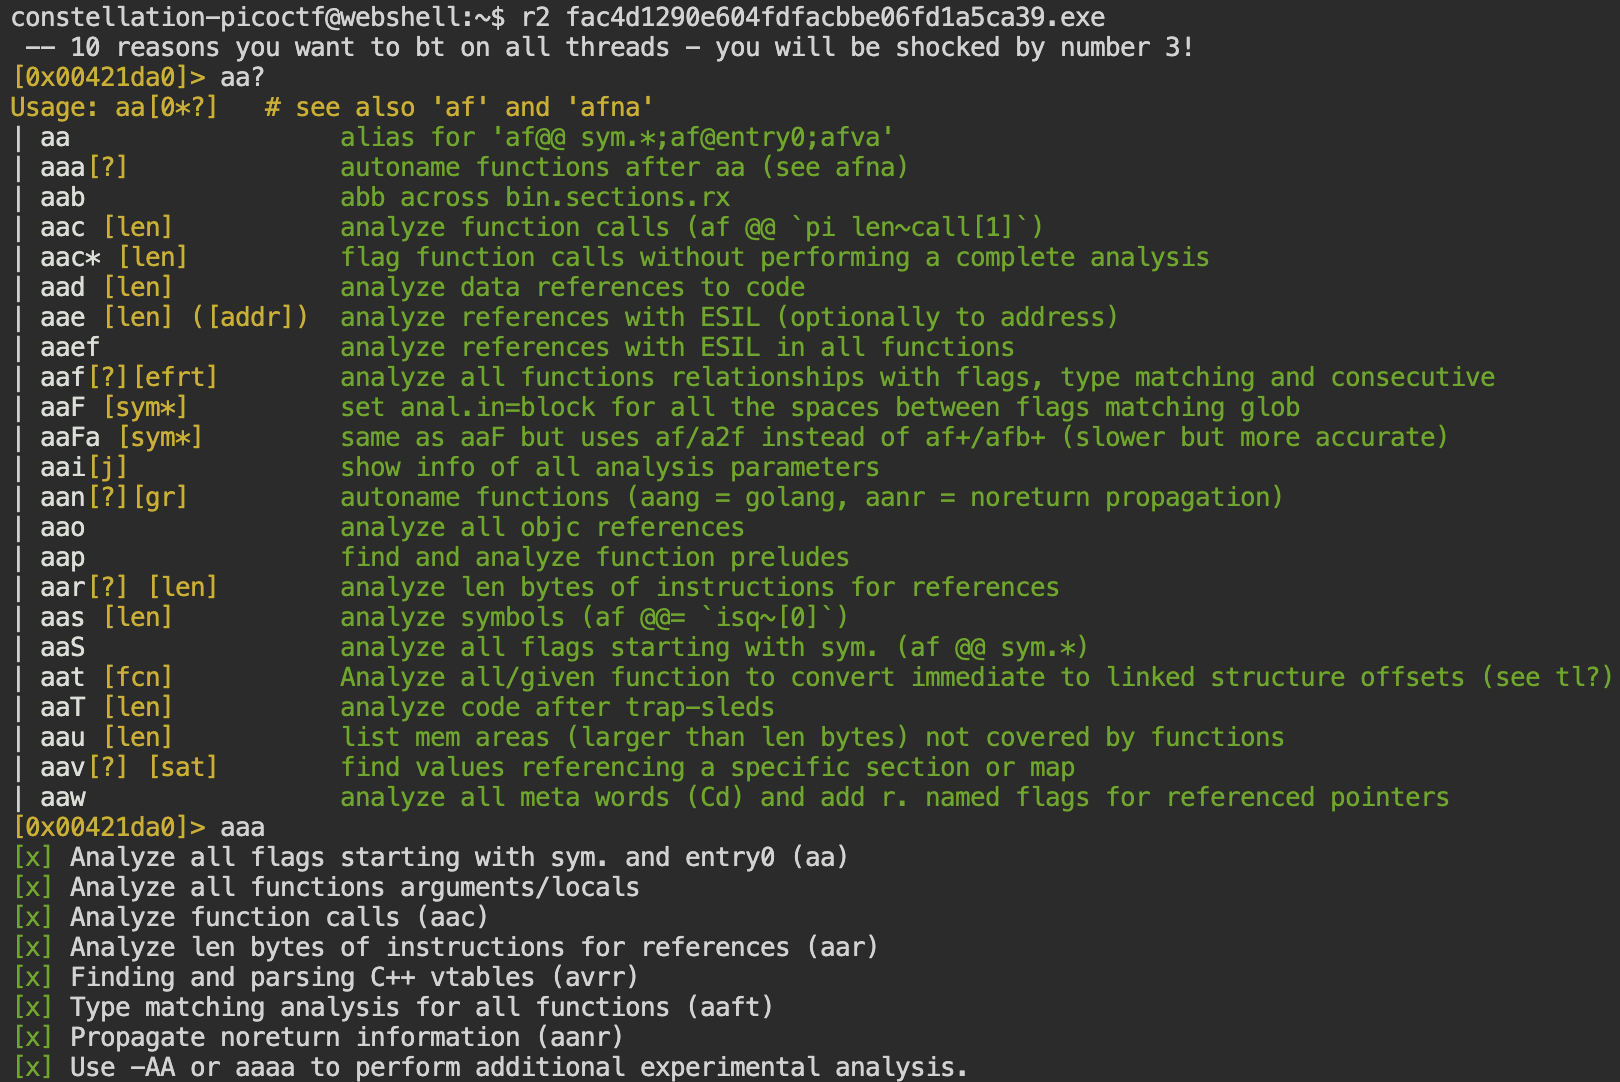 constellation-picoctf@webshell:~$ r2 fac4d1290e604fdfacbbe06fd1a5ca39.exe
 -- 10 reasons you want to bt on all threads - you will be shocked by number 3!
[0x00421da0]> aa?
Usage: aa[0*?]   # see also 'af' and 'afna'
| aa                  alias for 'af@@ sym.*;af@entry0;afva'
| aaa[?]              autoname functions after aa (see afna)
| aab                 abb across bin.sections.rx
| aac [len]           analyze function calls (af @@ `pi len~call[1]`)
| aac* [len]          flag function calls without performing a complete analysis
| aad [len]           analyze data references to code
| aae [len] ([addr])  analyze references with ESIL (optionally to address)
| aaef                analyze references with ESIL in all functions
| aaf[?][efrt]        analyze all functions relationships with flags, type matching and consecutive
| aaF [sym*]          set anal.in=block for all the spaces between flags matching glob
| aaFa [sym*]         same as aaF but uses af/a2f instead of af+/afb+ (slower but more accurate)
| aai[j]              show info of all analysis parameters
| aan[?][gr]          autoname functions (aang = golang, aanr = noreturn propagation)
| aao                 analyze all objc references
| aap                 find and analyze function preludes
| aar[?] [len]        analyze len bytes of instructions for references
| aas [len]           analyze symbols (af @@= `isq~[0]`)
| aaS                 analyze all flags starting with sym. (af @@ sym.*)
| aat [fcn]           Analyze all/given function to convert immediate to linked structure offsets (see tl?)
| aaT [len]           analyze code after trap-sleds
| aau [len]           list mem areas (larger than len bytes) not covered by functions
| aav[?] [sat]        find values referencing a specific section or map
| aaw                 analyze all meta words (Cd) and add r. named flags for referenced pointers
[0x00421da0]> aaa
[x] Analyze all flags starting with sym. and entry0 (aa)
[x] Analyze all functions arguments/locals
[x] Analyze function calls (aac)
[x] Analyze len bytes of instructions for references (aar)
[x] Finding and parsing C++ vtables (avrr)
[x] Type matching analysis for all functions (aaft)
[x] Propagate noreturn information (aanr)
[x] Use -AA or aaaa to perform additional experimental analysis.